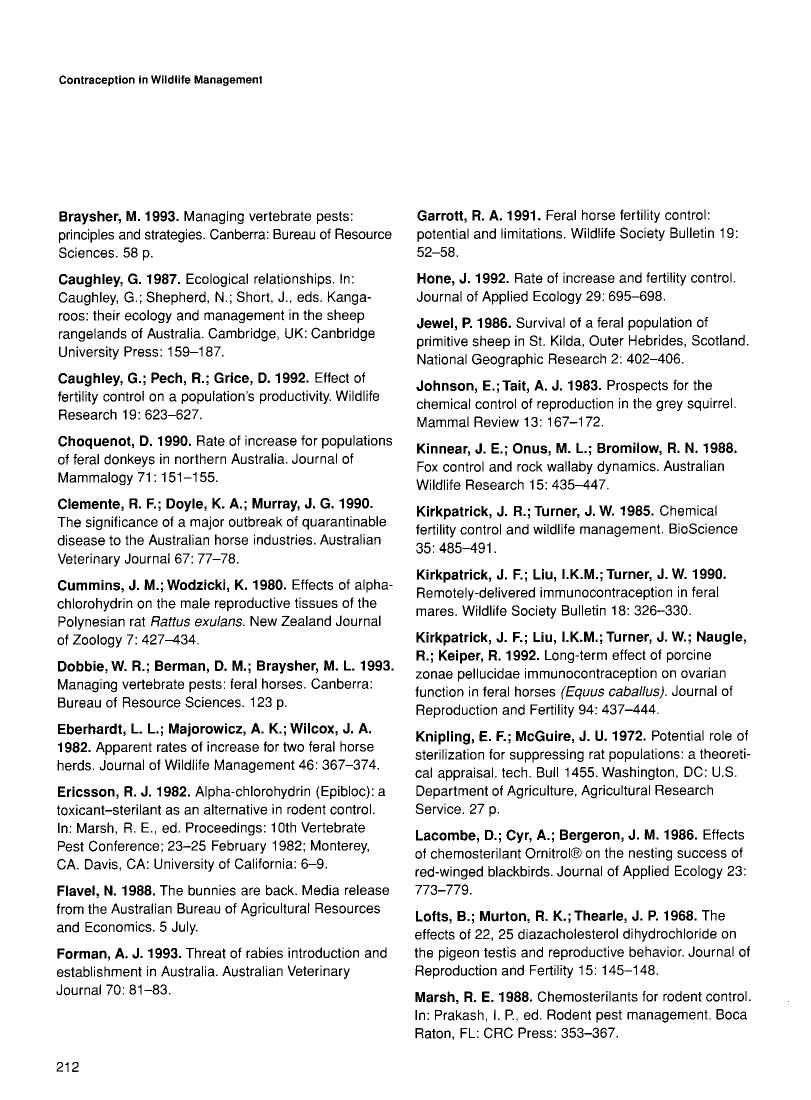 Contraception in Wildlife Management
Braysher, M. 1993. Managing vertebrate pests:
principles and strategies. Canberra: Bureau of Resource
Sciences. 58 p.
Caughley, G. 1987. Ecological relationships. In:
Caughley, G.; Shepherd, N.; Short, J., eds. Kanga-
roos: their ecology and management in the sheep
rangelands of Australia. Cambridge, UK: Canbridge
University Press: 159–187.
Caughley, G.; Pech, R.; Grice, D. 1992. Effect of
fertility control on a population's productivity. Wildlife
Research 19: 623–627.
Choquenot, D. 1990. Rate of increase for populations
of feral donkeys in northern Australia. Journal of
Mammalogy 71: 151–155.
Clemente, R. F.; Doyle, K. A.; Murray, J. G. 1990.
The significance of a major outbreak of quarantinable
disease to the Australian horse industries. Australian
Veterinary Journal 67: 77–78.
Cummins, J. M.; Wodzicki, K. 1980. Effects of alpha-
chlorohydrin on the male reproductive tissues of the
Polynesian rat Rattus exulans. New Zealand Journal
of Zoology 7: 427–434.
Dobbie, W. R.; Berman, D. M.; Braysher, M. L. 1993.
Managing vertebrate pests: feral horses. Canberra:
Bureau of Resource Sciences. 123 p.
Eberhardt, L. L.; Majorowicz, A. K.; Wilcox, J. A.
1982. Apparent rates of increase for two feral horse
herds. Journal of Wildlife Management 46: 367–374.
Ericsson, R. J. 1982. Alpha-chlorohydrin (Epibloc): a
toxicant–sterilant as an alternative in rodent control.
In: Marsh, R. E., ed. Proceedings: 10th Vertebrate
Pest Conference; 23–25 February 1982; Monterey,
CA. Davis, CA: University of California: 6–9.
Flavel, N. 1988. The bunnies are back. Media release
from the Australian Bureau of Agricultural Resources
and Economics. 5 July.
Forman, A. J. 1993. Threat of rabies introduction and
establishment in Australia. Australian Veterinary
Journal 70: 81–83.
Garrott, R. A. 1991. Feral horse fertility control:
potential and limitations. Wildlife Society Bulletin 19:
52–58.
Hone, J. 1992. Rate of increase and fertility control.
Journal of Applied Ecology 29: 695–698.
Jewel, P. 1986. Survival of a feral population of
primitive sheep in St. Kilda, Outer Hebrides, Scotland.
National Geographic Research 2: 402–406.
Johnson, E.; Tait, A. J. 1983. Prospects for the
chemical control of reproduction in the grey squirrel.
Mammal Review 13: 167–172.
Kinnear, J. E.; Onus, M. L.; Bromilow, R. N. 1988.
Fox control and rock wallaby dynamics. Australian
Wildlife Research 15: 435–447.
Kirkpatrick, J. R.; Turner, J. W. 1985. Chemical
fertility control and wildlife management. BioScience
35: 485–491.
Kirkpatrick, J. F.; Liu, I.K.M.; Turner, J. W. 1990.
Remotely-delivered immunocontraception in feral
mares. Wildlife Society Bulletin 18: 326–330.
Kirkpatrick, J. F.; Liu, I.K.M.; Turner, J. W.; Naugle,
R.; Keiper, R. 1992. Long-term effect of porcine
zonae pellucidae immunocontraception on ovarian
function in feral horses (Equus caballus). Journal of
Reproduction and Fertility 94: 437–444.
Knipling, E. F.; McGuire, J. U. 1972. Potential role of
sterilization for suppressing rat populations: a theoreti-
cal appraisal. tech. Bull 1455. Washington, DC: U.S.
Department of Agriculture, Agricultural Research
Service. 27 p.
Lacombe, D.; Cyr, A.; Bergeron, J. M. 1986. Effects
of chemosterilant Ornitrol® on the nesting success of
red-winged blackbirds. Journal of Applied Ecology 23:
773–779.
Lofts, B.; Murton, R. K.; Thearle, J. P. 1968. The
effects of 22, 25 diazacholesterol dihydrochloride on
the pigeon testis and reproductive behavior. Journal of
Reproduction and Fertility 15: 145–148.
Marsh, R. E. 1988. Chemosterilants for rodent control.
In: Prakash, I. P., ed. Rodent pest management. Boca
Raton, FL: CRC Press: 353–367.
212